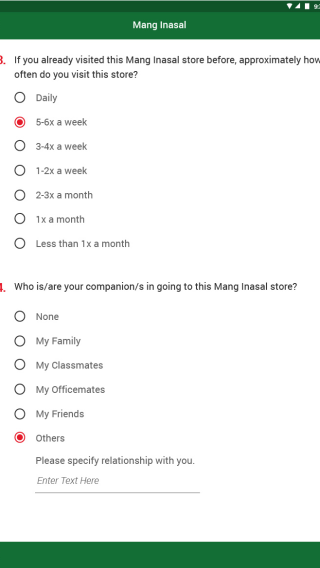 9:
Mang Inasal
3. If you already visited this Mang Inasal store before, approximately how
often do you visit this store?
Daily
5-6x a week
3-4x a week
1-2x a week
2-3x a month
1x a month
Less than 1x a month
4. Who is/are your companion/s in going to this Mang Inasal store?
None
My Family
My Classmates
My Officemates
My Friends
Others
Please specify relationship with you.
Enter Text Here